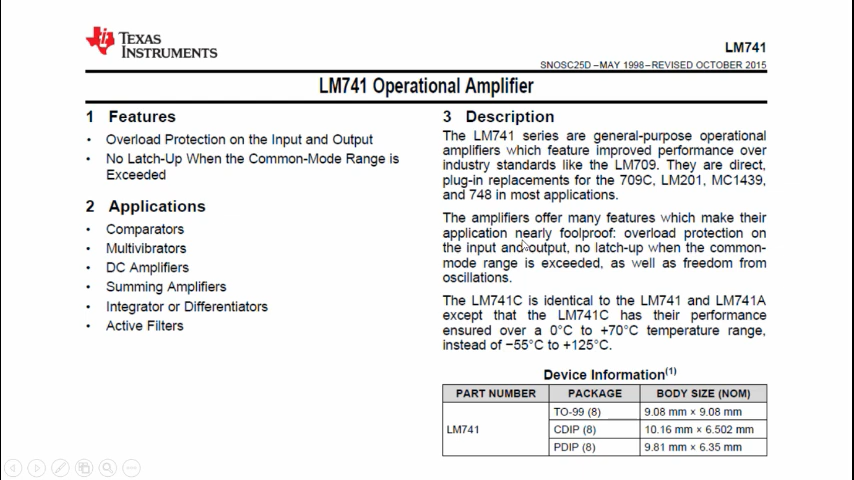 TEXAS
INSTRUMENTS
LM741
SNOSC25D –MAY 1998–REVISED OCTOBER 2015
LM741 Operational Amplifier
1 Features
• Overload Protection on the Input and Output
• No Latch-Up When the Common-Mode Range is
Exceeded
2 Applications
• Comparators
• Multivibrators
• DC Amplifiers
• Summing Amplifiers
• Integrator or Differentiators
• Active Filters
3 Description
The LM741 series are general-purpose operational
amplifiers which feature improved performance over
industry standards like the LM709. They are direct,
plug-in replacements for the 709C, LM201, MC1439,
and 748 in most applications.
The amplifiers offer many features which make their
application nearly foolproof: overload protection on
the input and output, no latch-up when the common-
mode range is exceeded, as well as freedom from
oscillations.
The LM741C is identical to the LM741 and LM741A
except that the LM741C has their performance
ensured over a 0°C to +70°C temperature range,
instead of −55°C to +125°C.
Device Information(1)
PART NUMBER PACKAGE BODY SIZE (NOM)
TO-99 (8) 9.08 mm × 9.08 mm
LM741 CDIP (8) 10.16 mm × 6.502 mm
PDIP (8) 9.81 mm × 6.35 mm